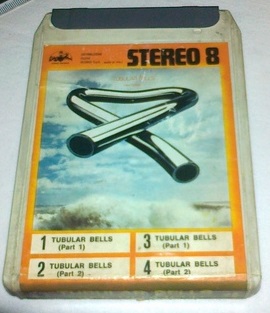 STEREO 8
1 TUBULAR BELLS
(Part 1)
2 TUBULAR BELLS
(Part 2)
3 TUBULAR BELLS
(Part 1)
4 TUBULAR BELLS
(Part 2)